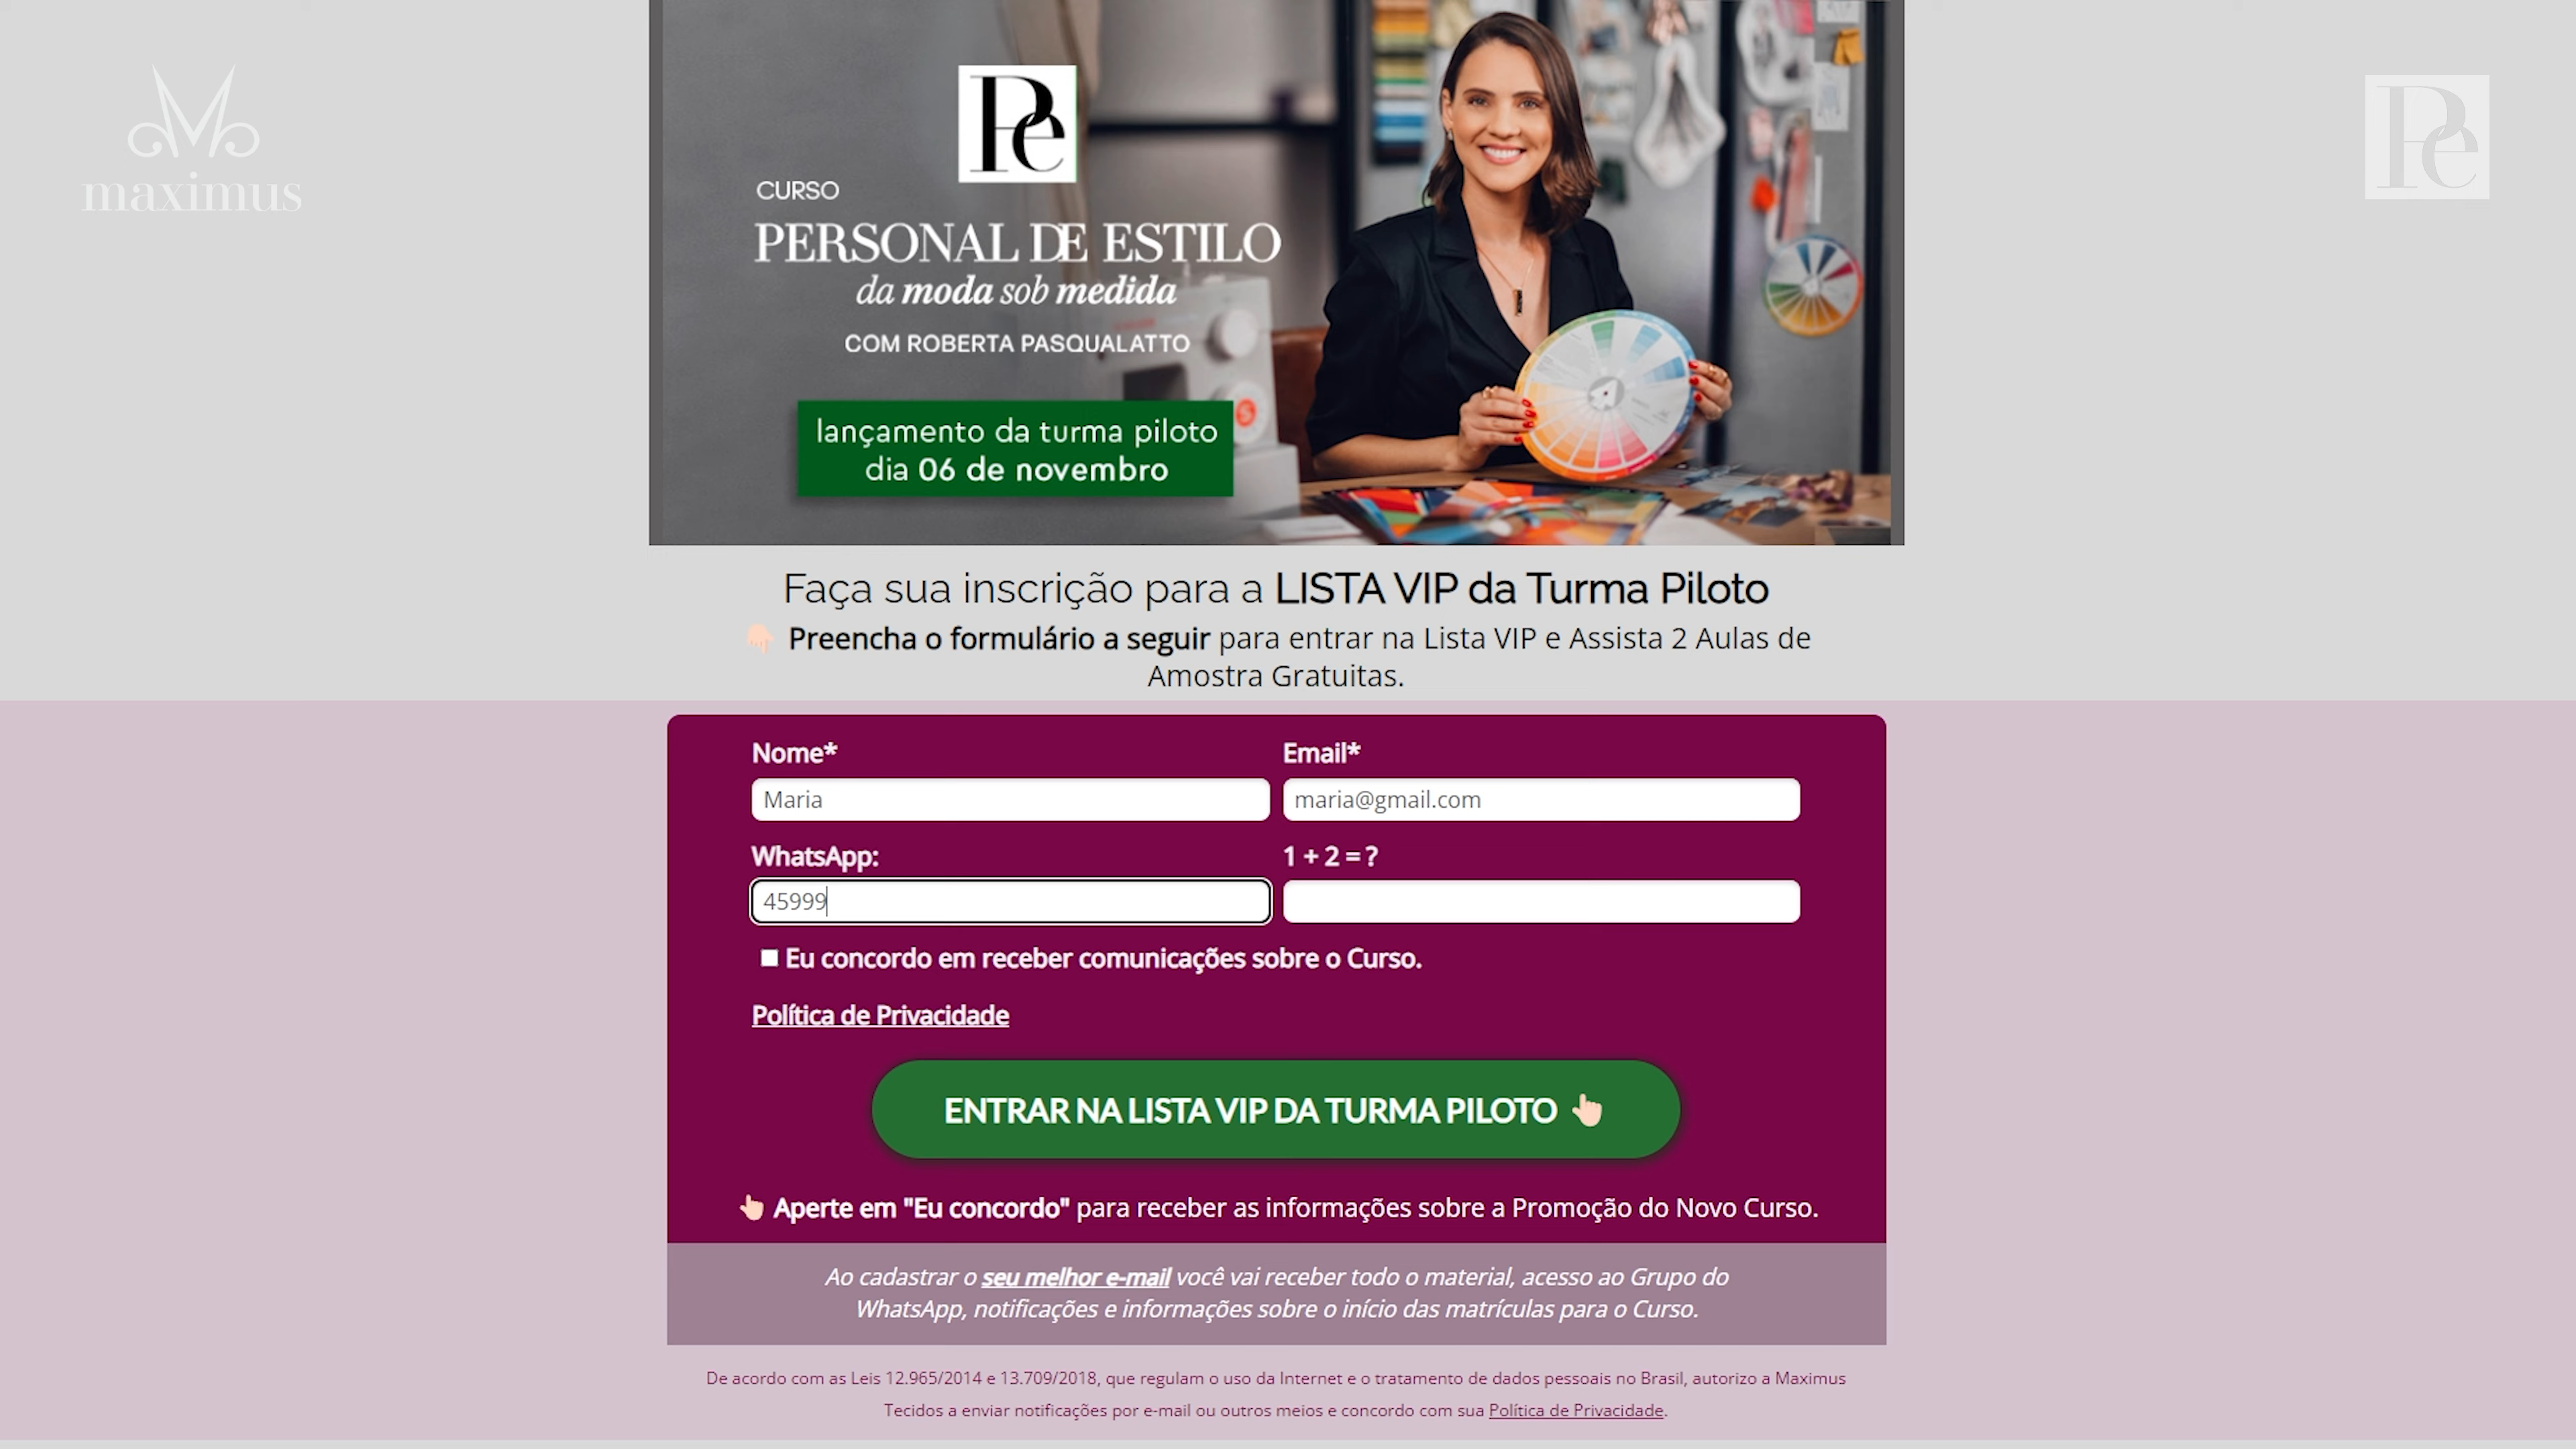 maximus
Pe
Pe
CURSO
PERSONAL DE ESTILO
da moda sob medida
COM ROBERTA PASQUALATTO
lançamento da turma piloto
dia 06 de novembro
Faça sua inscrição para a LISTA VIP da Turma Piloto
👇🏻 Preencha o formulário a seguir para entrar na Lista VIP e Assista 2 Aulas de
Amostra Gratuitas.
Nome*
Email*
Maria
maria@gmail.com
WhatsApp:
1 + 2 = ?
45999
Eu concordo em receber comunicações sobre o Curso.
Política de Privacidade
ENTRAR NA LISTA VIP DA TURMA PILOTO 👆🏻
👆🏻 Aperte em "Eu concordo" para receber as informações sobre a Promoção do Novo Curso.
Ao cadastrar o seu melhor e-mail você vai receber todo o material, acesso ao Grupo do
WhatsApp, notificações e informações sobre o início das matrículas para o Curso.
De acordo com as Leis 12.965/2014 e 13.709/2018, que regulam o uso da Internet e o tratamento de dados pessoais no Brasil, autorizo a Maximus
Tecidos a enviar notificações por e-mail ou outros meios e concordo com sua Política de Privacidade.